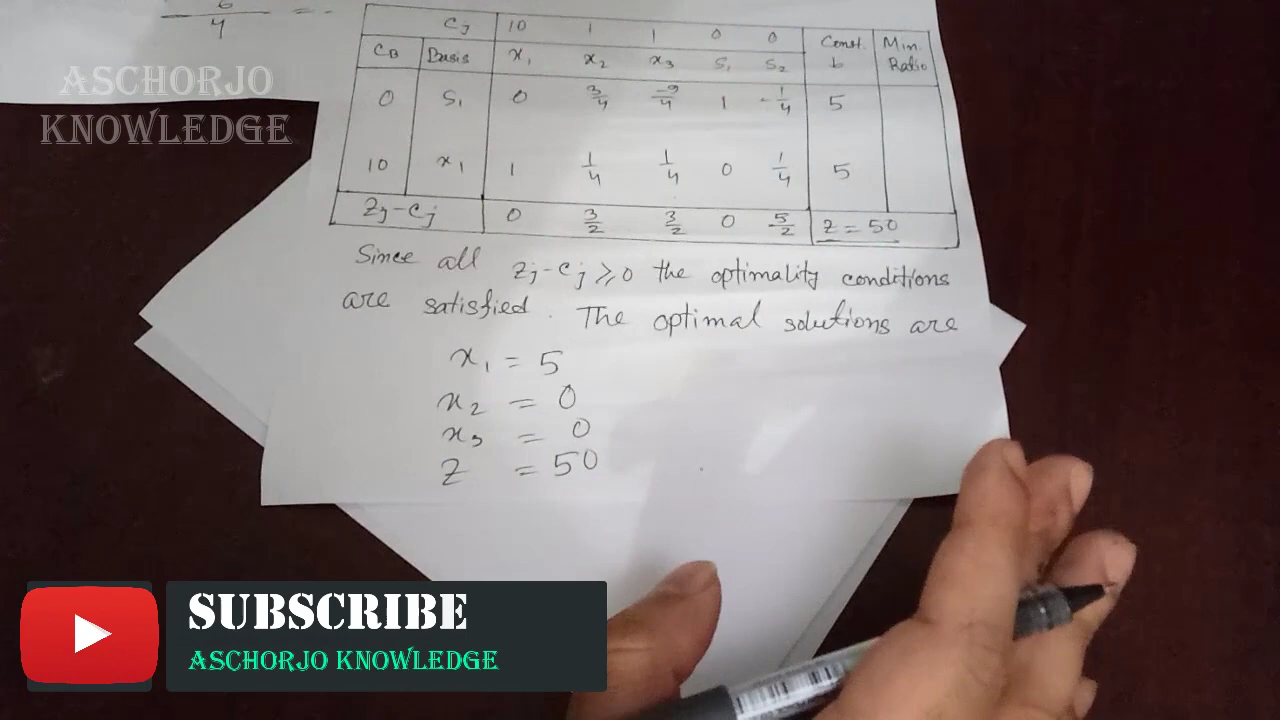 6/4 = -
Cj 10 1 1 0 0 Const. b Min. Ratio
CB Basis x₁ x₂ x₃ S₁ S₂
0 S₁ 0 3/4 -9/4 1 -1/4 5
10 x₁ 1 1/4 1/4 0 1/4 5
Zj-Cj 0 3/2 3/2 0 5/2 Z = 50
Since all Zj-Cj ≥ 0 the optimality conditions
are satisfied. The optimal solutions are
x₁ = 5
x₂ = 0
x₃ = 0
Z = 50
ASCHORJO
KNOWLEDGE
SUBSCRIBE
ASCHORJO KNOWLEDGE